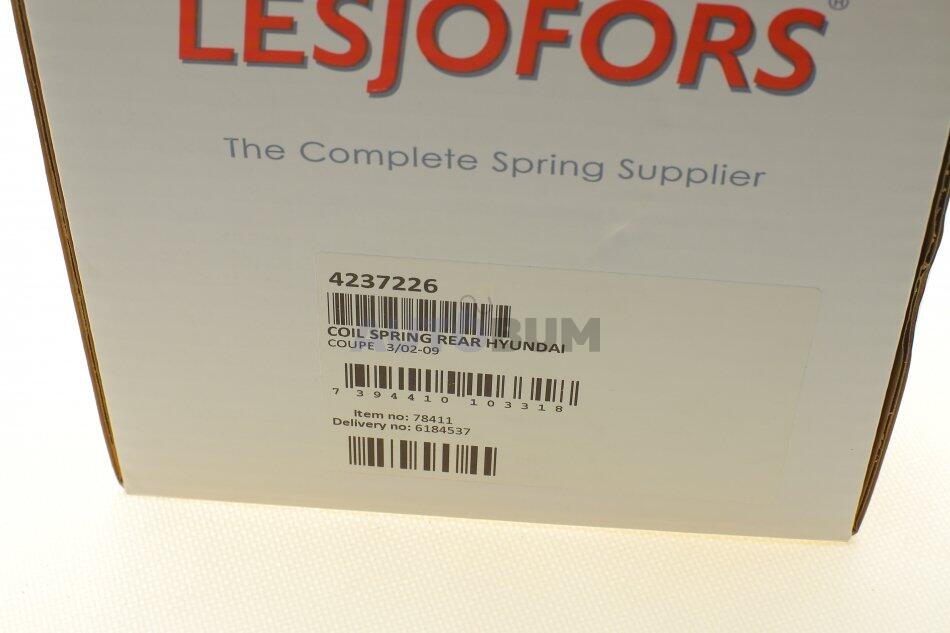 LESJOFORS®
The Complete Spring Supplier
4237226
COIL SPRING REAR HYUNDAI
COUPE 3/02-09
7 394410 103318
Item no: 78411
Delivery no: 6184537
AUTOBUM